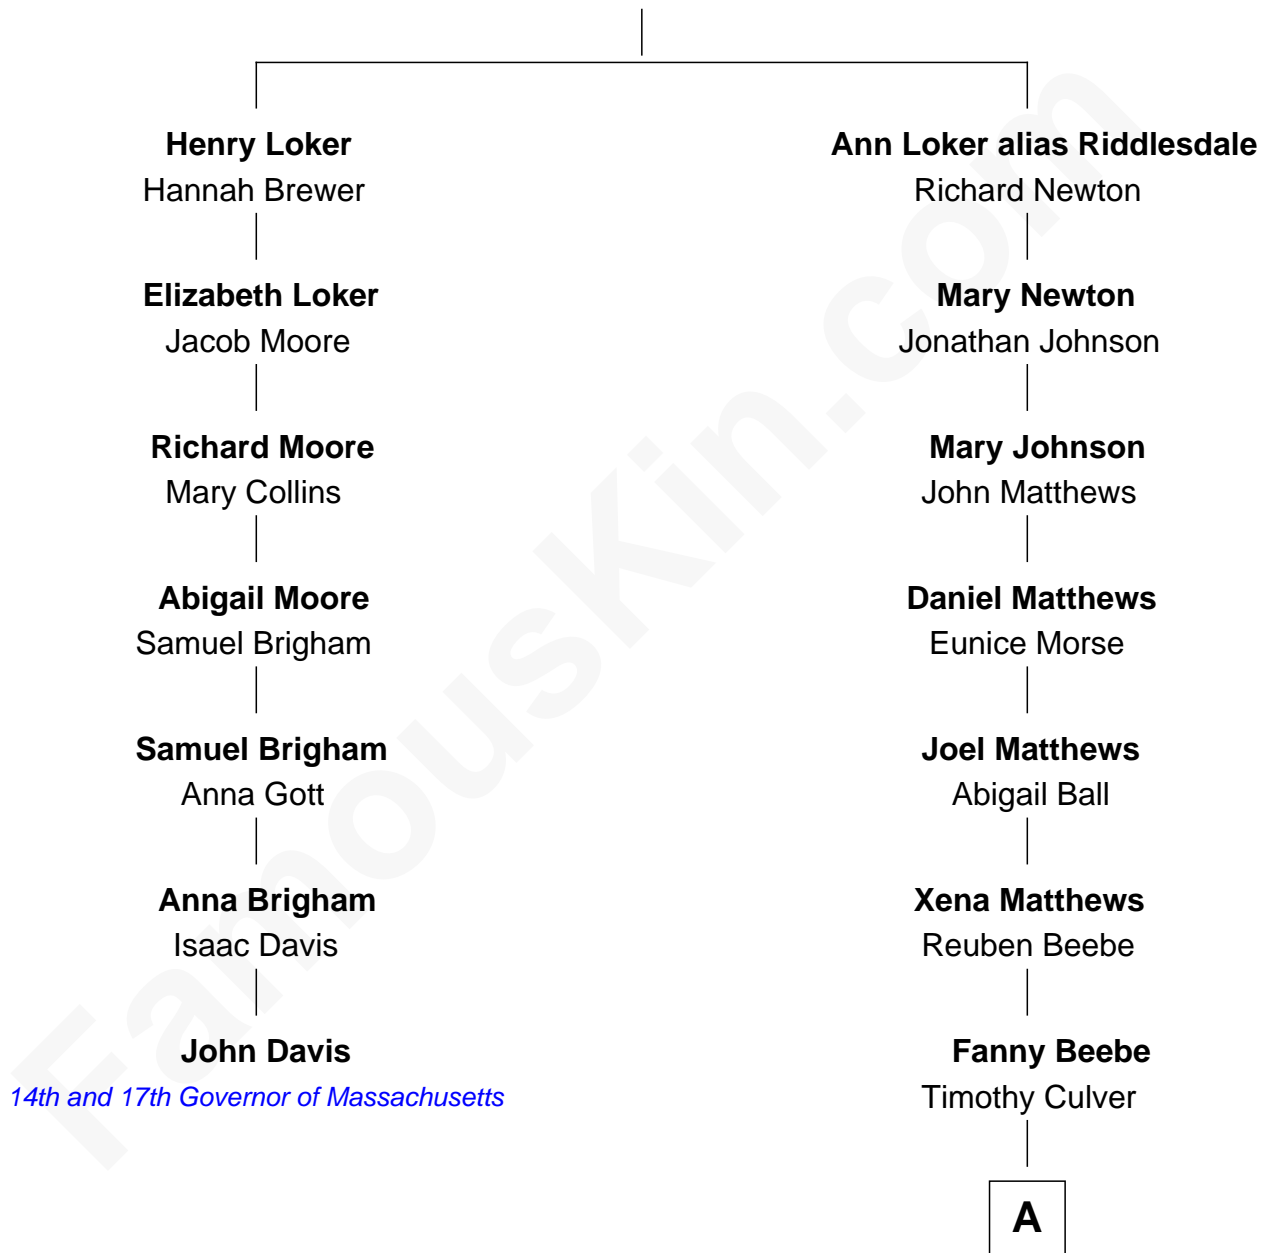 Henry Loker
Hannah Brewer
Elizabeth Loker
Jacob Moore
Richard Moore
Mary Collins
Abigail Moore
Samuel Brigham
Samuel Brigham
Anna Gott
Anna Brigham
Isaac Davis
John Davis
14th and 17th Governor of Massachusetts
Ann Loker alias Riddlesdale
Richard Newton
Mary Newton
Jonathan Johnson
Mary Johnson
John Matthews
Daniel Matthews
Eunice Morse
Joel Matthews
Abigail Ball
Xena Matthews
Reuben Beebe
Fanny Beebe
Timothy Culver
A
FamousKin.com